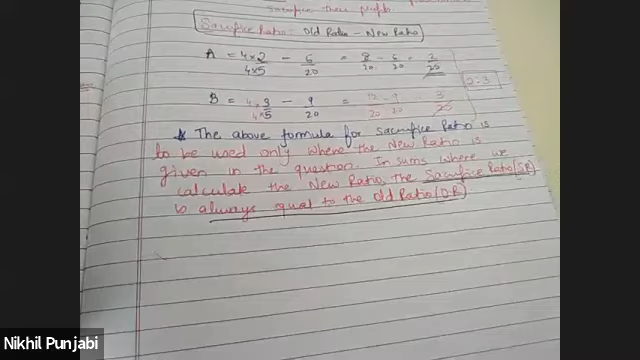 Sacrifice these profit
Sacrifice Ratio = Old Ratio - New Ratio
A = 4×2/4×5 - 6/20 = 8/20 - 6/20 = 2/20
2:3
B = 4×3/4×5 - 9/20 = 12/20 - 9/20 = 3/20
* The above formula for sacrifice Ratio is
to be used only where the New Ratio is
given in the question. In sums where we
calculate the New Ratio, the Sacrifice Ratio (SR)
is always equal to the Old Ratio (OR)
Nikhil Punjabi